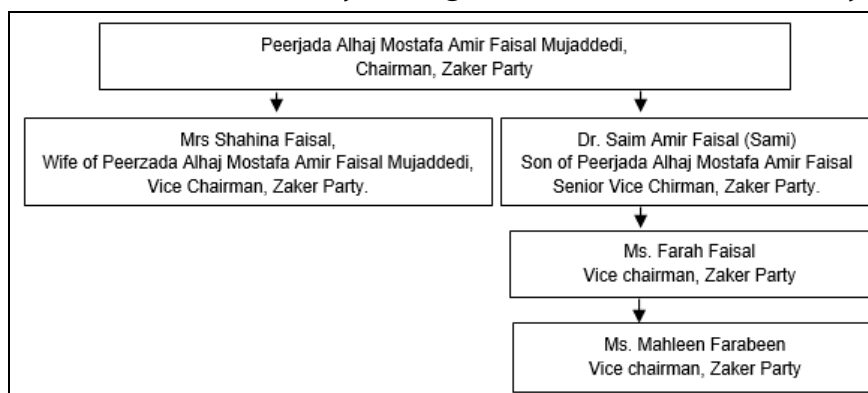 Peerjada Alhaj Mostafa Amir Faisal Mujaddedi,
Chairman, Zaker Party
Mrs Shahina Faisal,
Wife of Peerzada Alhaj Mostafa Amir Faisal Mujaddedi,
Vice Chairman, Zaker Party.
Dr. Saim Amir Faisal (Sami)
Son of Peerjada Alhaj Mostafa Amir Faisal
Senior Vice Chirman, Zaker Party.
Ms. Farah Faisal
Vice chairman, Zaker Party
Ms. Mahleen Farabeen
Vice chairman, Zaker Party